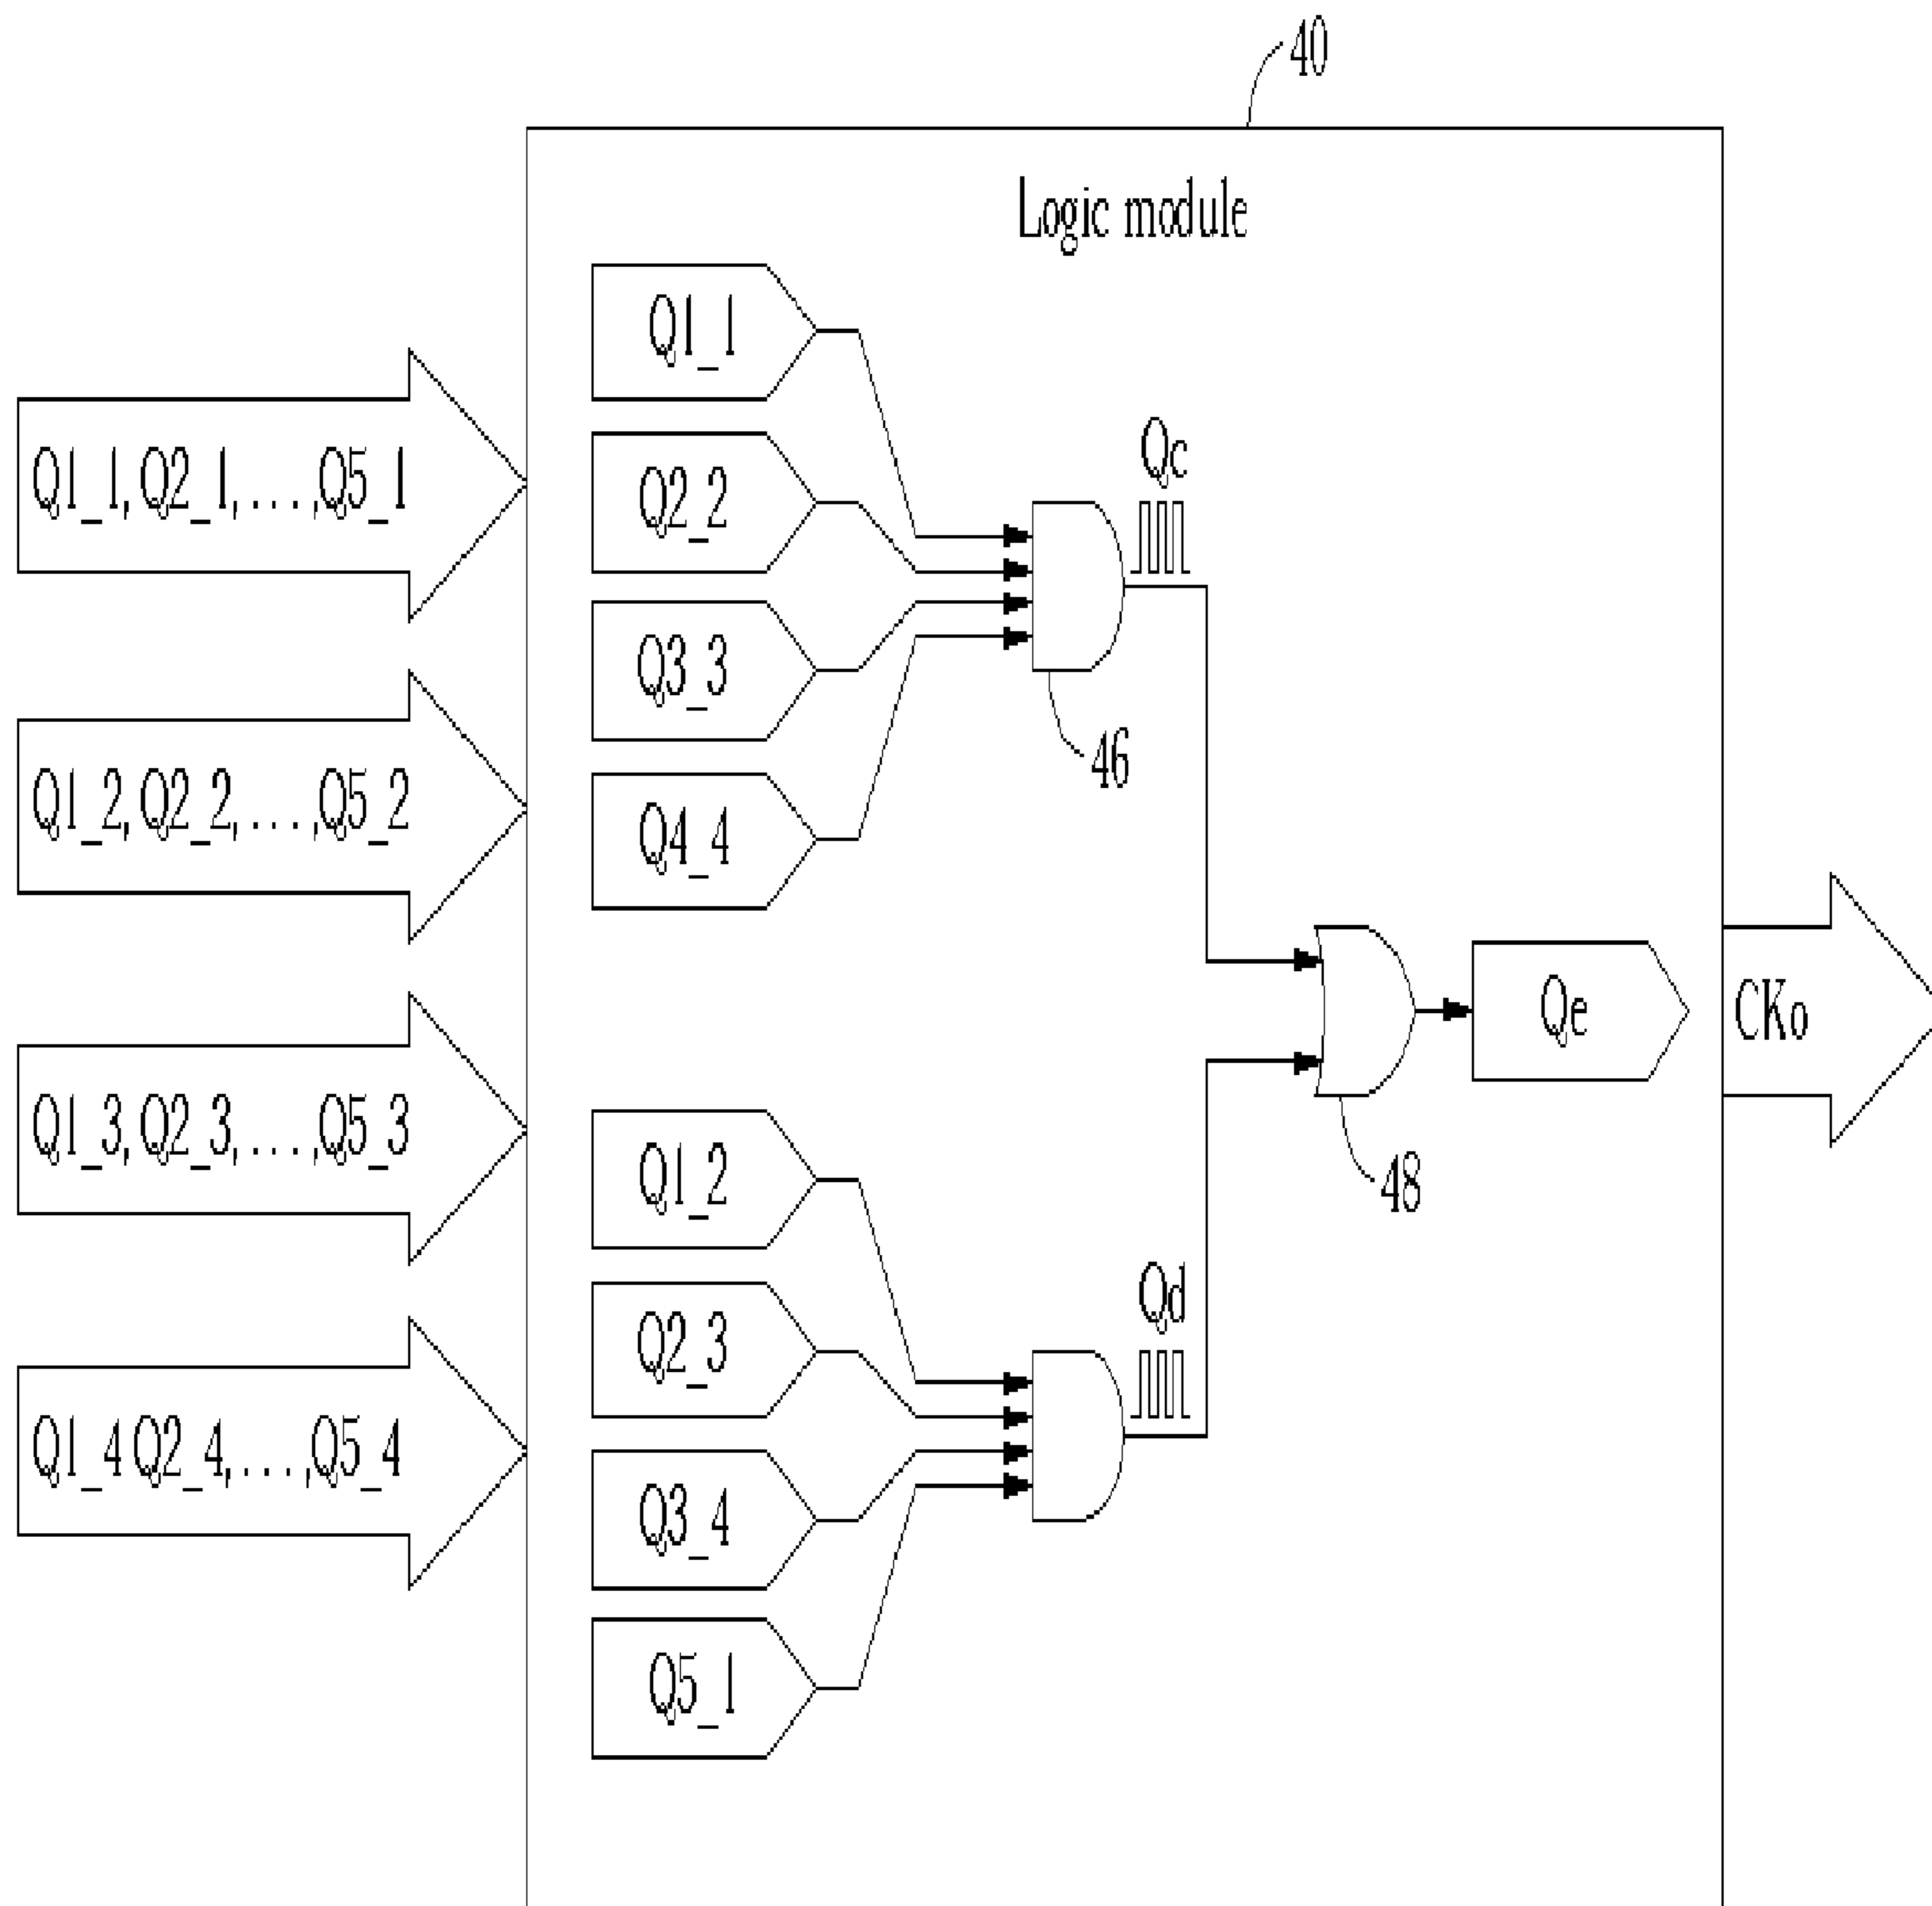 40
Logic module
Q1_1
Q1_1,Q2_1,...,Q5_1
Qc
Q2_2
Q3_3
46
Q1_2,Q2_2,...,Q5_2
Q4_4
Qe
CKo
Q1_3,Q2_3,...,Q5_3
Q1_2
48
Qd
Q2_3
Q1_4 Q2_4,...,Q5_4
Q3_4
Q5_1